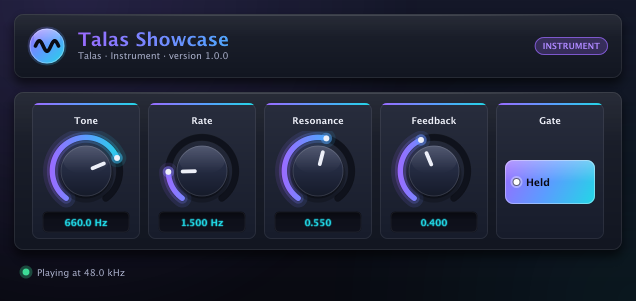 Talas Showcase
Talas · Instrument · version 1.0.0
INSTRUMENT
Tone
Rate
Resonance
Feedback
Gate
Held
660.0 Hz
1.500 Hz
0.550
0.400
Playing at 48.0 kHz